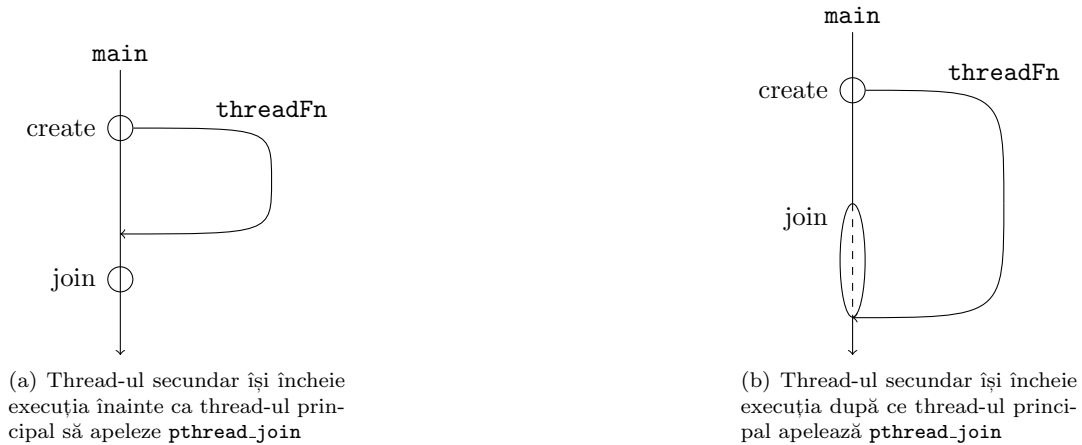 main
create
threadFn
join
(a) Thread-ul secundar își încheie
execuția înainte ca thread-ul prin-
cipal să apeleze pthread_join
main
create
threadFn
join
(b) Thread-ul secundar își încheie
execuția după ce thread-ul princi-
pal apelează pthread_join